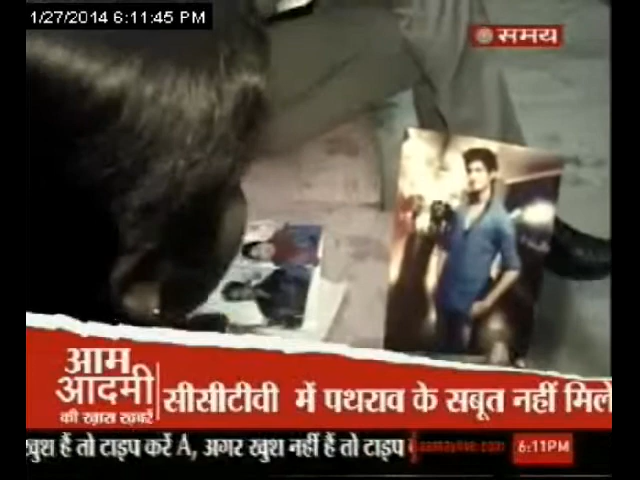 1/27/2014 6:11:45 PM
समय
आम
आदमी
की ख़ास ख़बरें
सीसीटीवी में पथराव के सबूत नहीं मिले
खुश हैं तो टाइप करें A, अगर खुश नहीं हैं तो टाइप
6:11PM